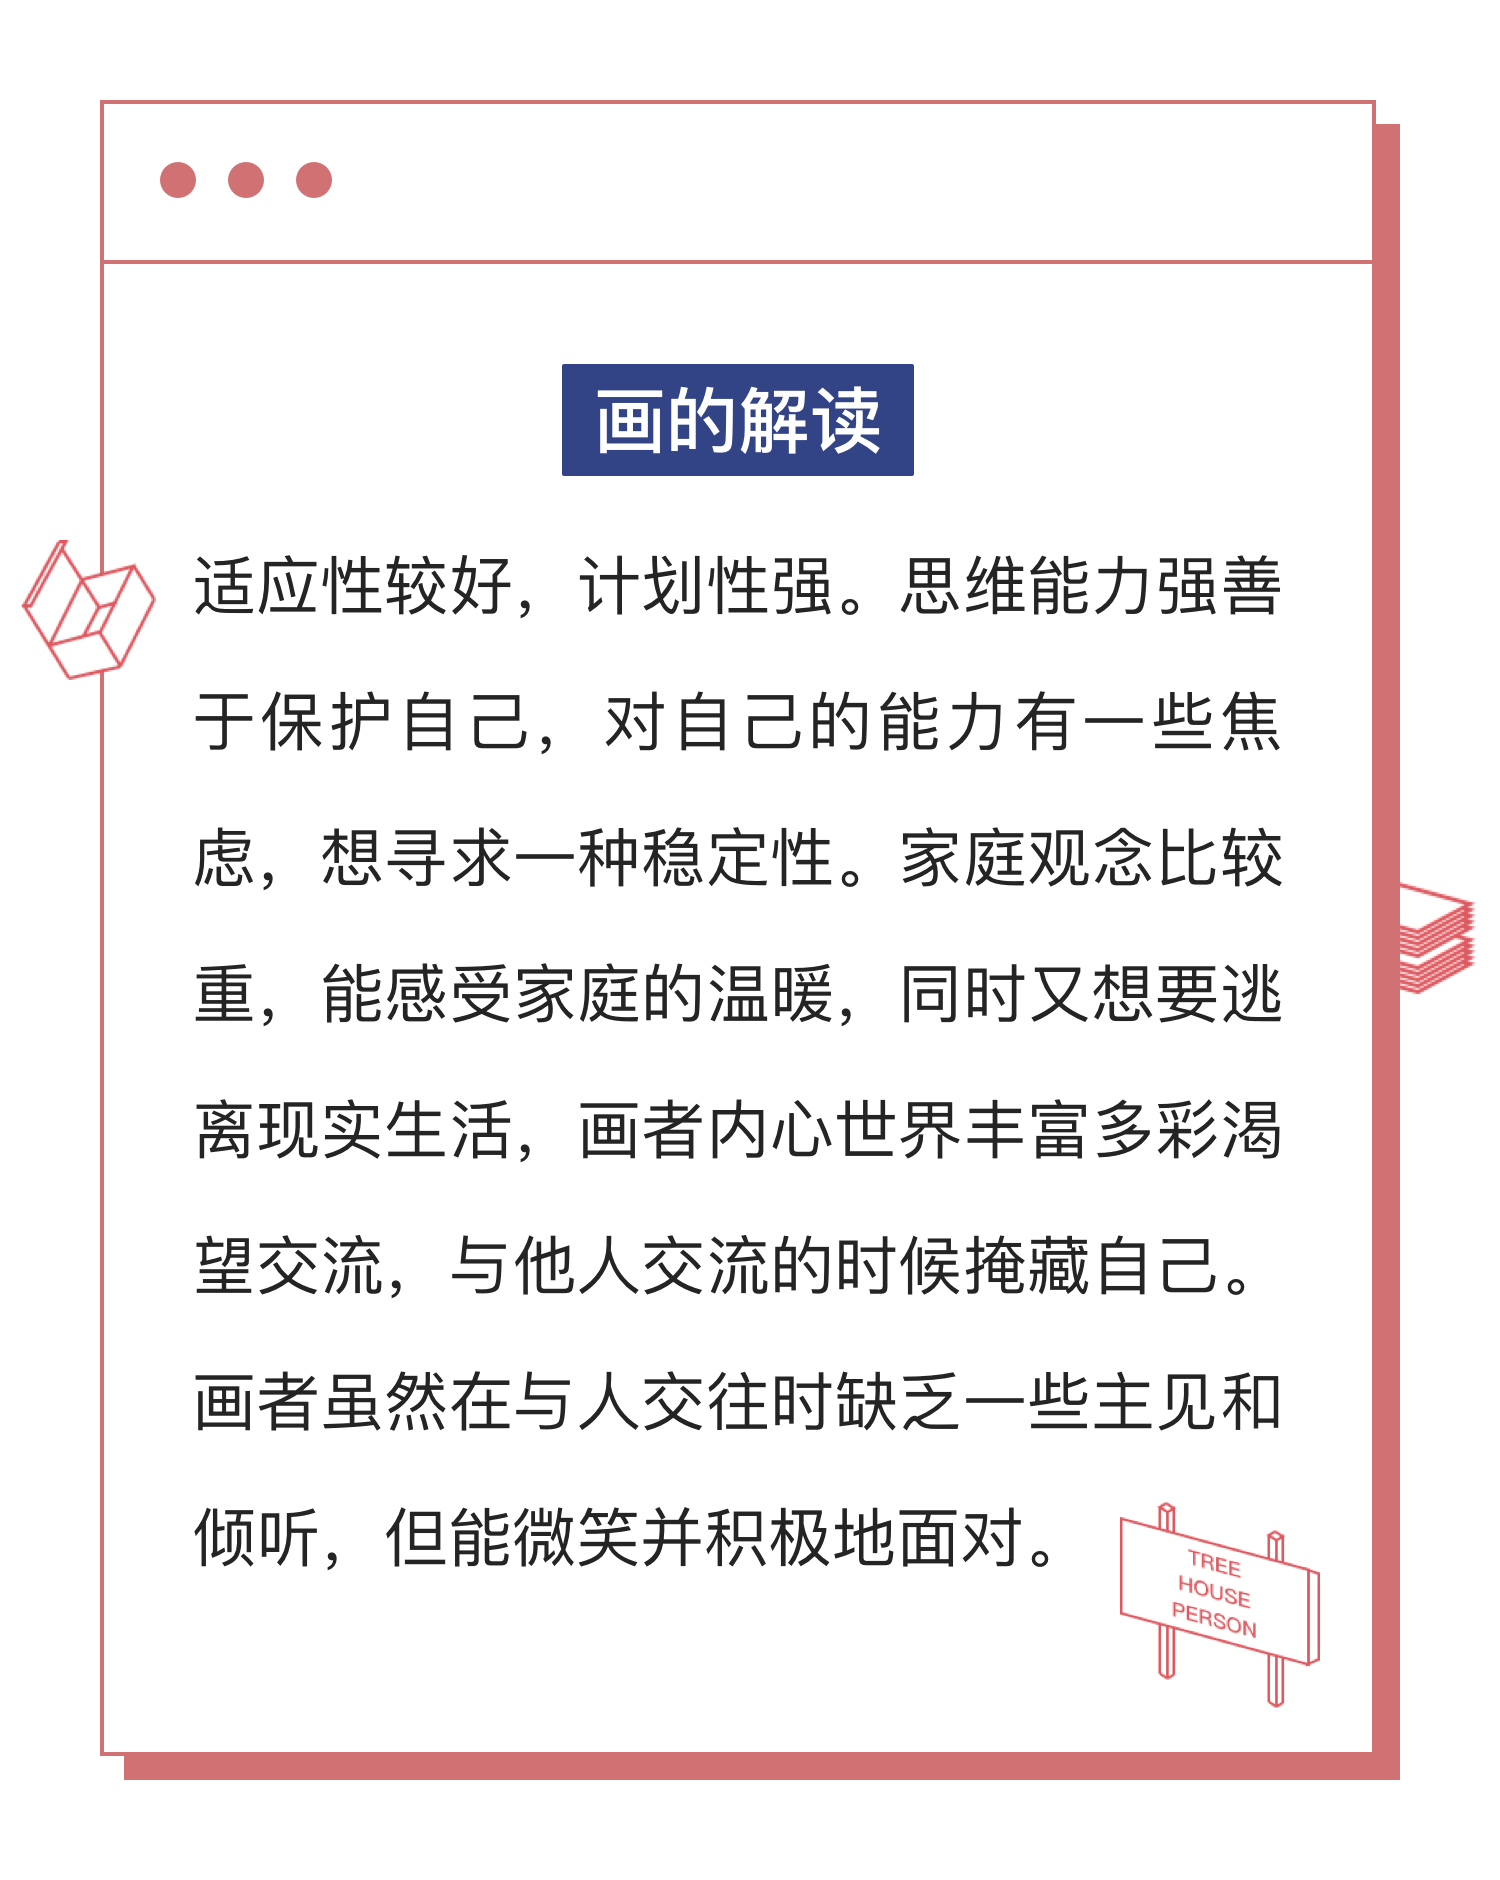 画的解读
适应性较好，计划性强。思维能力强善
于保护自己，对自己的能力有一些焦
虑，想寻求一种稳定性。家庭观念比较
重，能感受家庭的温暖，同时又想要逃
离现实生活，画者内心世界丰富多彩渴
望交流，与他人交流的时候掩藏自己。
画者虽然在与人交往时缺乏一些主见和
倾听，但能微笑并积极地面对。
TREE
HOUSE
PERSON